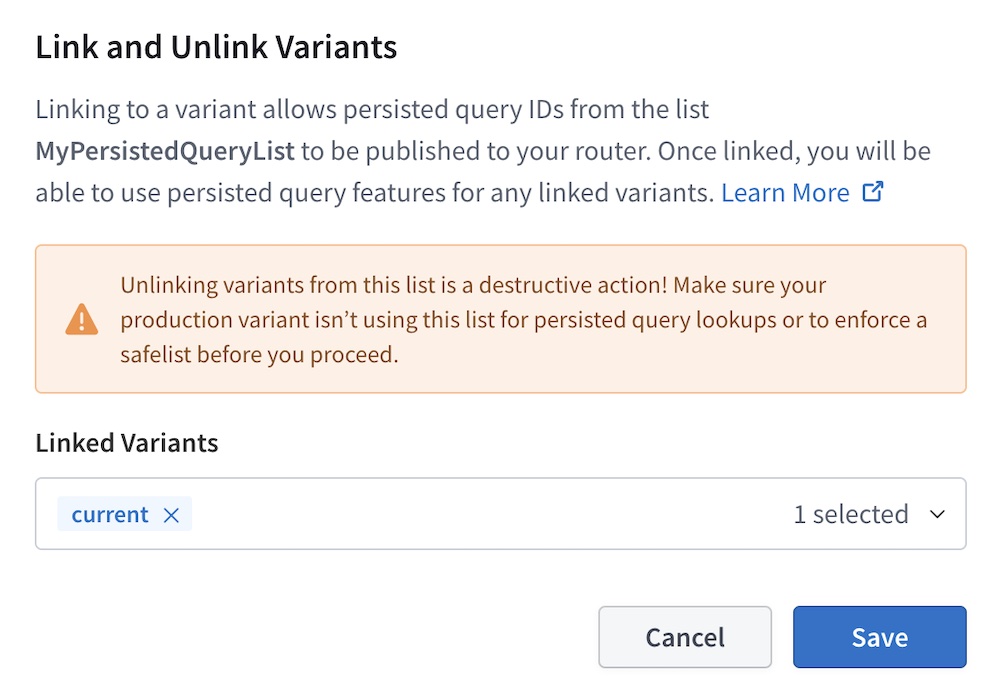 Link and Unlink Variants
Linking to a variant allows persisted query IDs from the list
MyPersistedQueryList to be published to your router. Once linked, you will be
able to use persisted query features for any linked variants. Learn More
Unlinking variants from this list is a destructive action! Make sure your
production variant isn’t using this list for persisted query lookups or to enforce a
safelist before you proceed.
Linked Variants
current
1 selected
Cancel
Save